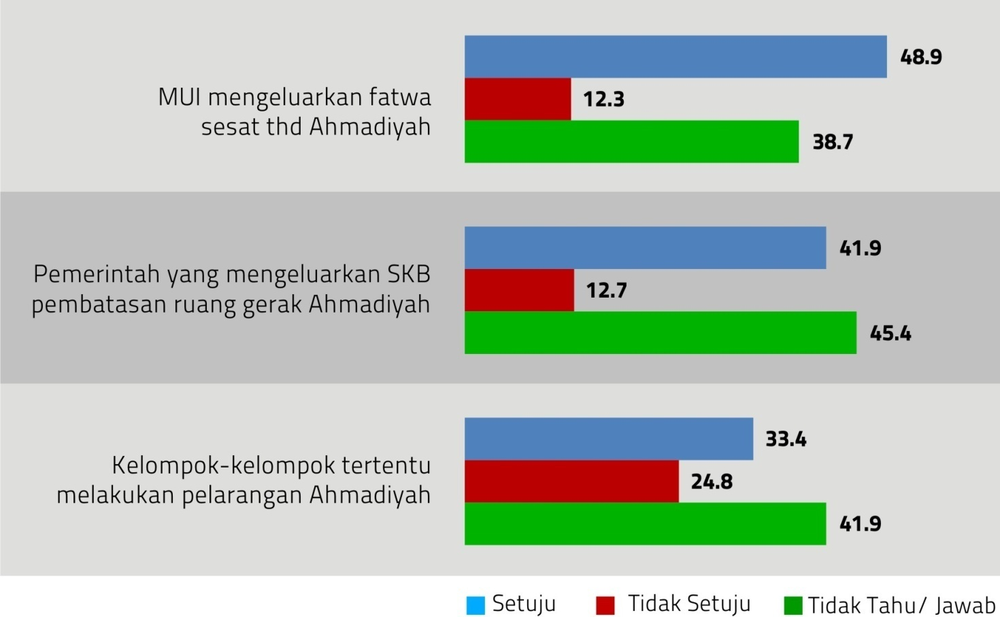 48.9
MUI mengeluarkan fatwa
sesat thd Ahmadiyah
12.3
38.7
41.9
Pemerintah yang mengeluarkan SKB
pembatasan ruang gerak Ahmadiyah
12.7
45.4
33.4
Kelompok-kelompok tertentu
melakukan pelarangan Ahmadiyah
24.8
41.9
Setuju Tidak Setuju Tidak Tahu/ Jawab